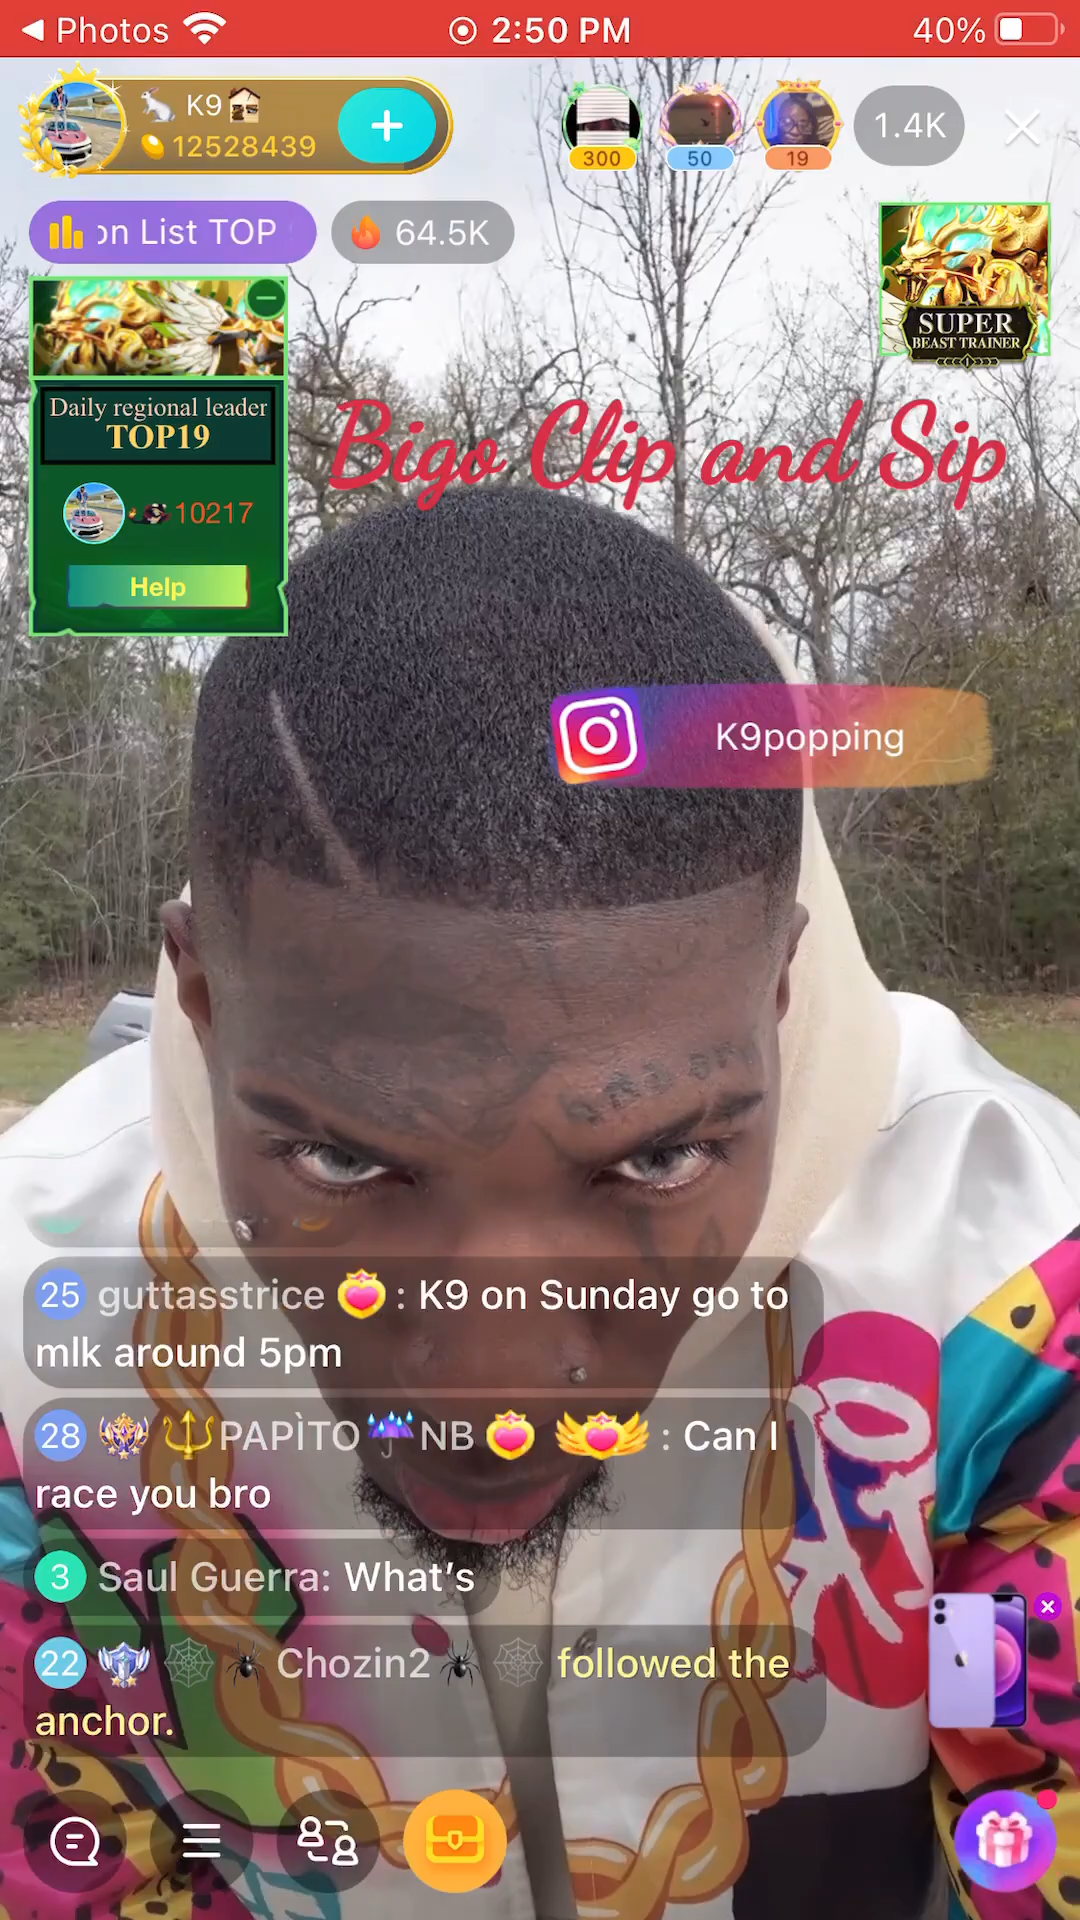 Photos
2:50 PM
40%
K9
12528439
300
50
19
1.4K
on List TOP
64.5K
SUPER
BEAST TRAINER
Daily regional leader
TOP19
10217
Help
Bigo Clip and Sip
K9popping
25 guttasstrice : K9 on Sunday go to
mlk around 5pm
28 PAPÌTO NB : Can I
race you bro
3 Saul Guerra: What's
22 Chozin2 followed the
anchor.